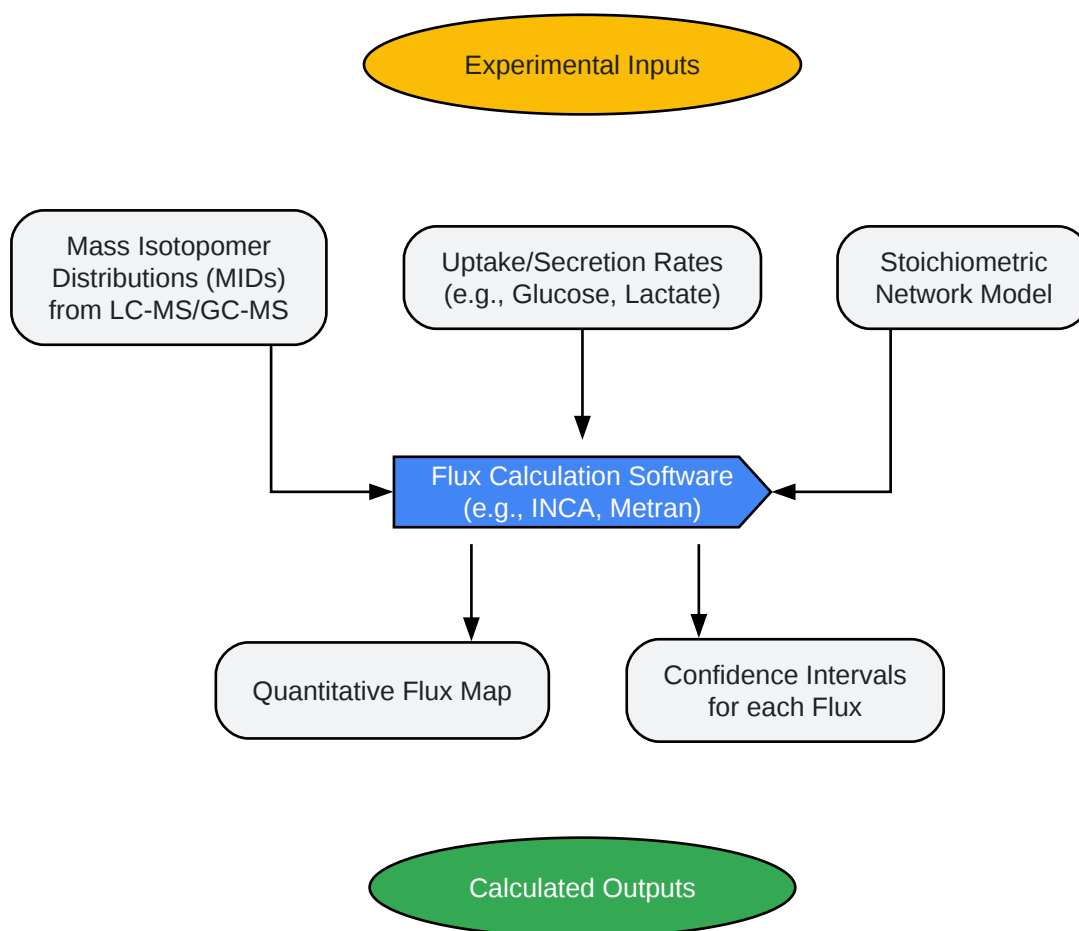 Experimental Inputs
Mass Isotopomer
Distributions (MIDs)
from LC-MS/GC-MS
Uptake/Secretion Rates
(e.g., Glucose, Lactate)
Stoichiometric
Network Model
Flux Calculation Software
(e.g., INCA, Metran)
Quantitative Flux Map
Confidence Intervals
for each Flux
Calculated Outputs